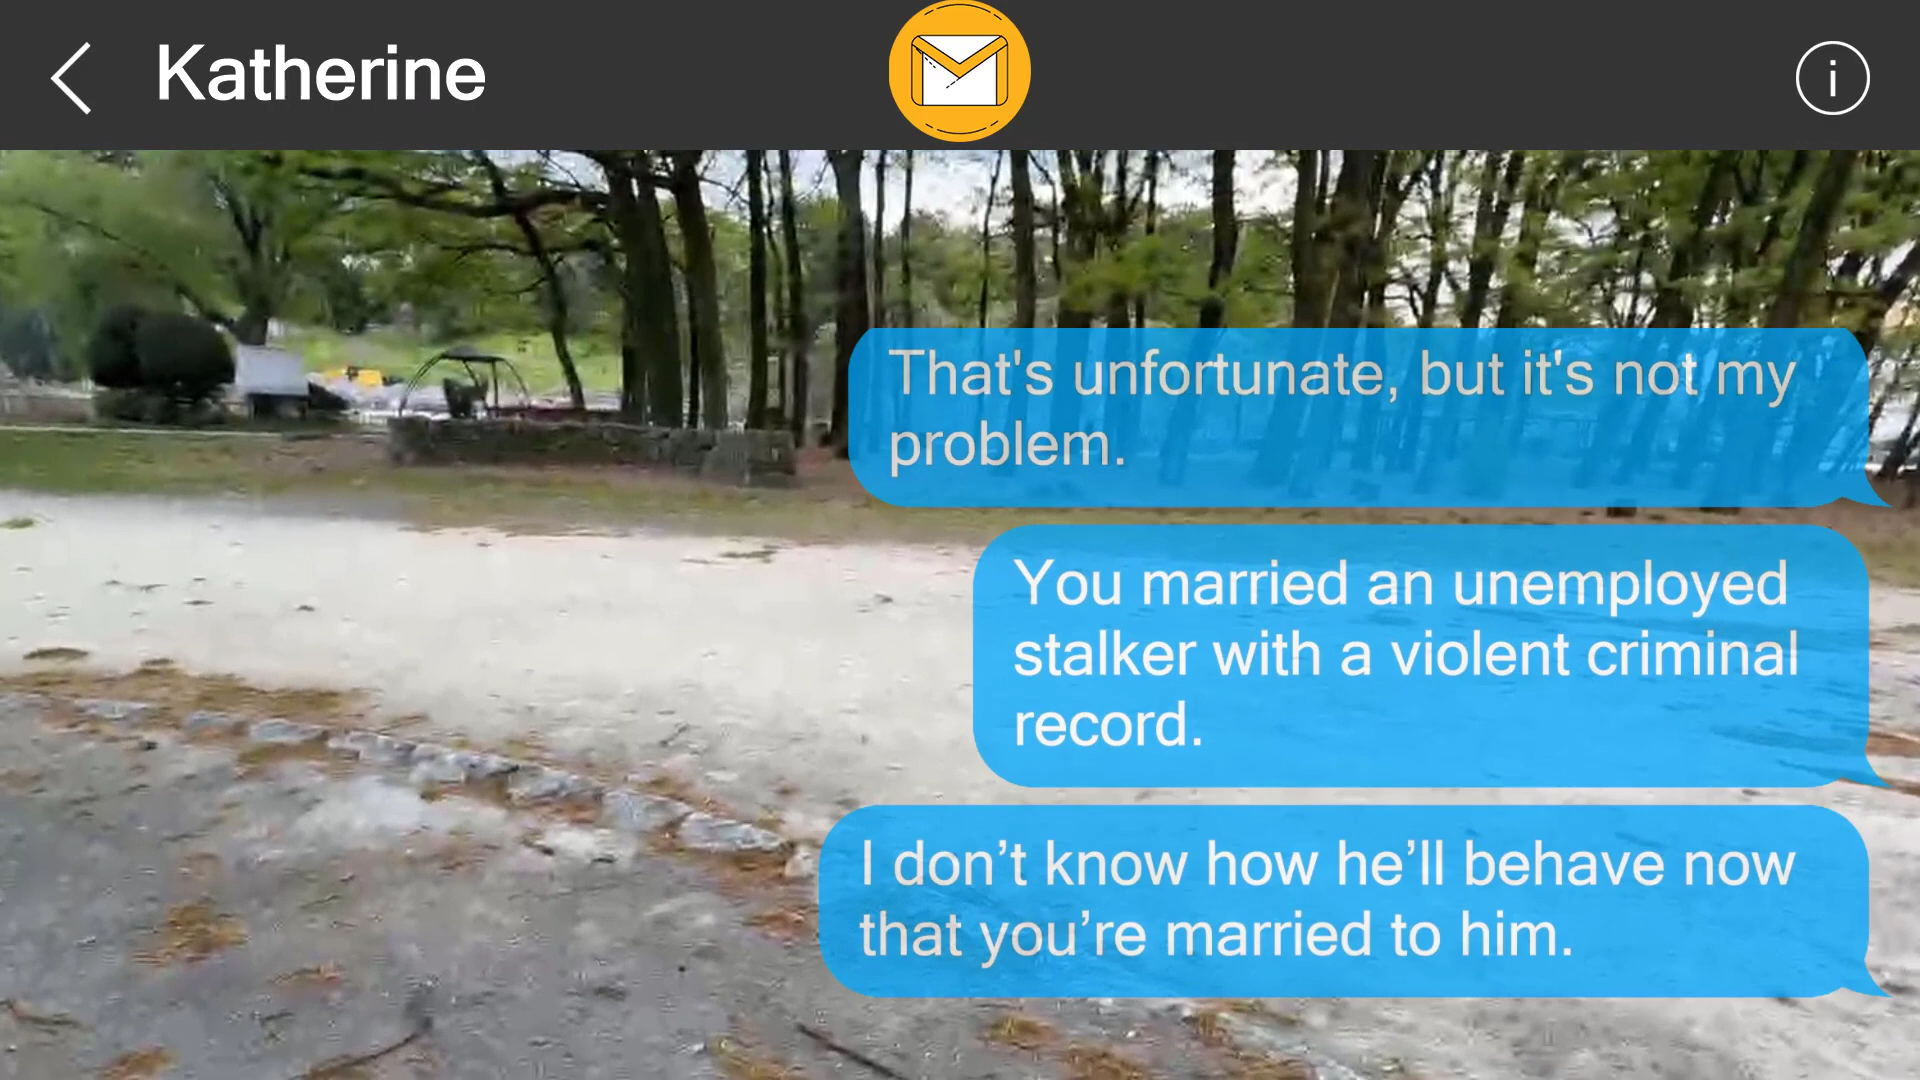 Katherine
That's unfortunate, but it's not my
problem.
You married an unemployed
stalker with a violent criminal
record.
I don’t know how he’ll behave now
that you’re married to him.